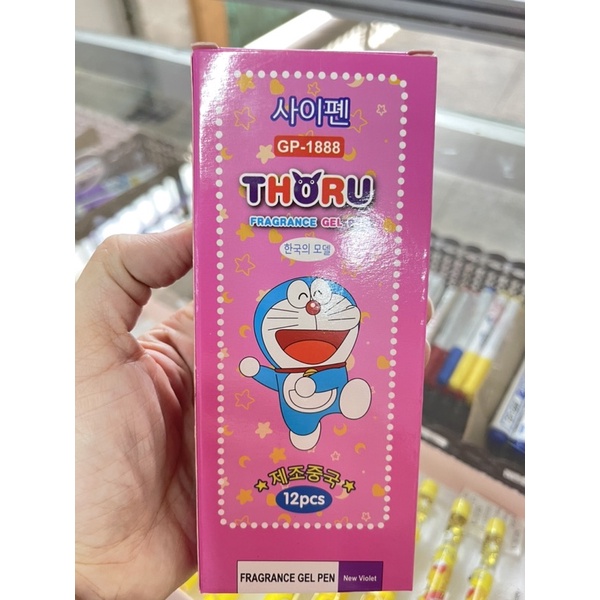 사이펜
GP-1888
THORU
FRAGRANCE GEL PEN
한국의 모델
제조중국
12pcs
FRAGRANCE GEL PEN New Violet